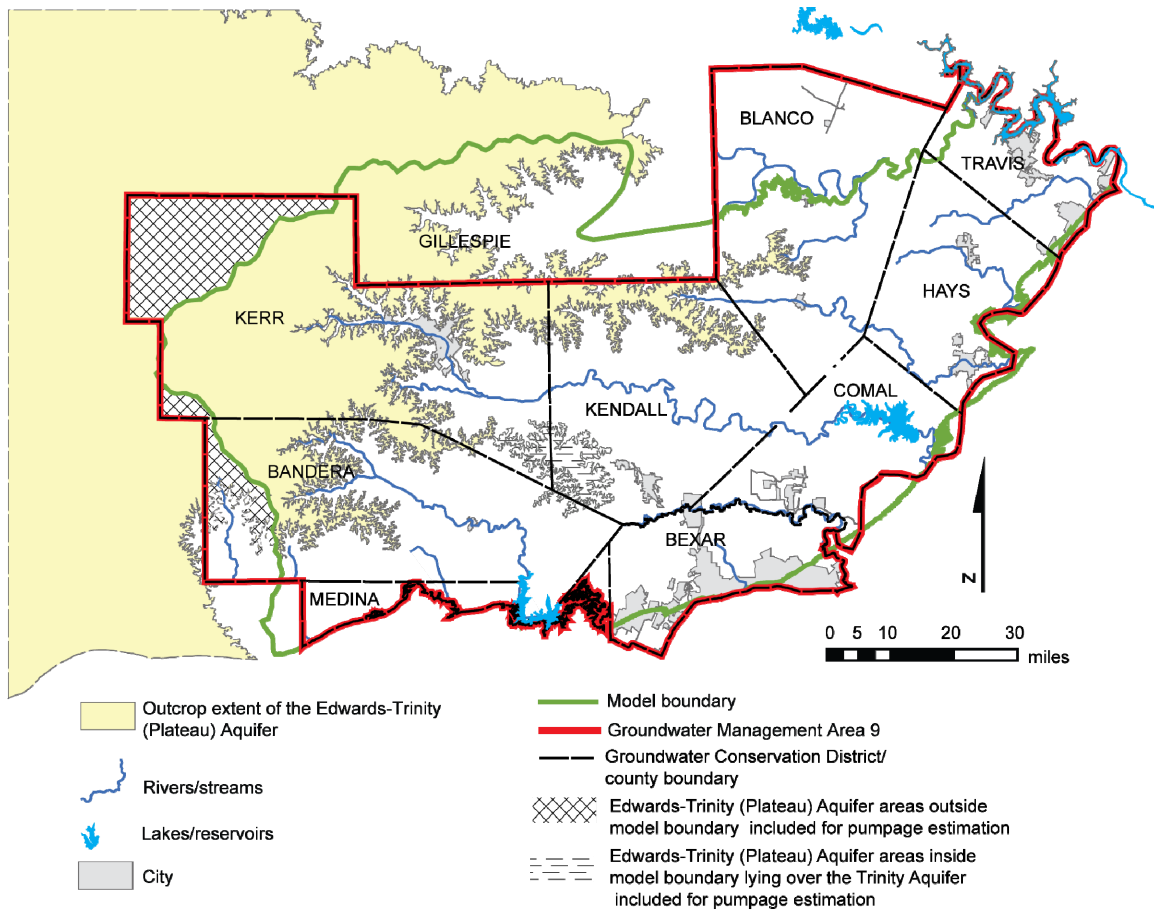 BLANCO
TRAVIS
GILLESPIE
HAYS
KERR
COMAL
KENDALL
BANDERA
BEXAR
MEDINA
N
0 5 10 20 30
miles
Outcrop extent of the Edwards-Trinity
(Plateau) Aquifer
Rivers/streams
Lakes/reservoirs
City
Model boundary
Groundwater Management Area 9
Groundwater Conservation District/
county boundary
Edwards-Trinity (Plateau) Aquifer areas outside
model boundary included for pumpage estimation
Edwards-Trinity (Plateau) Aquifer areas inside
model boundary lying over the Trinity Aquifer
included for pumpage estimation